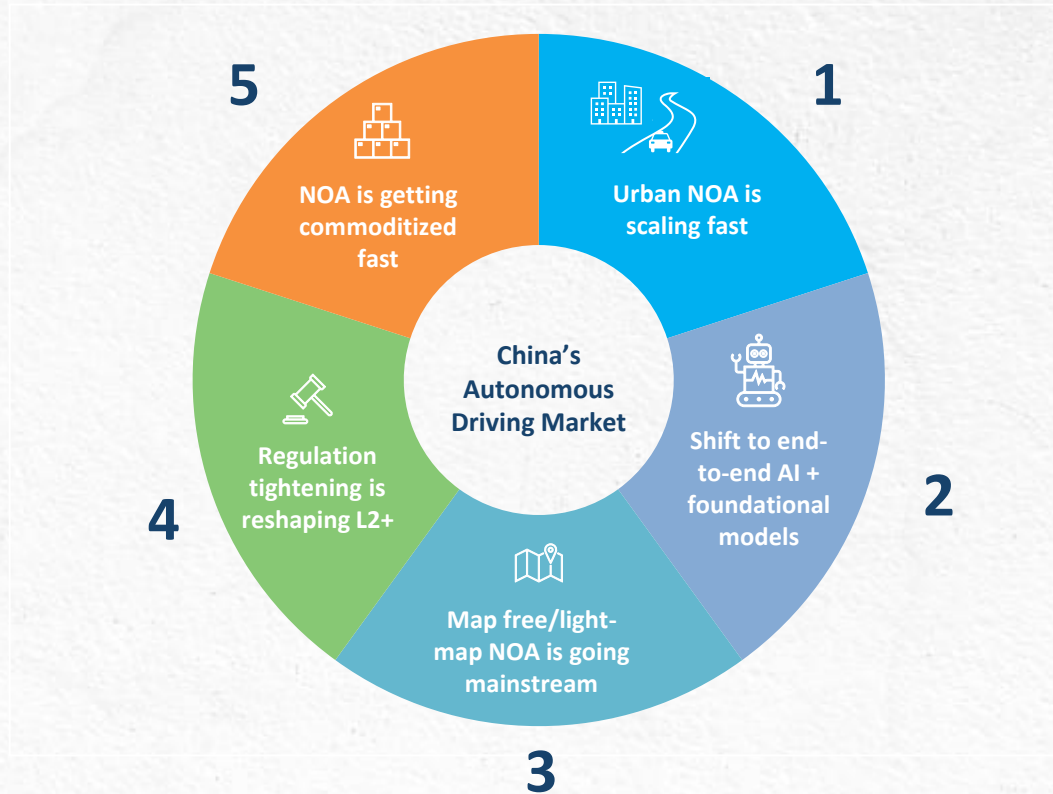 China's
Autonomous
Driving Market
1
Urban NOA is
scaling fast
2
Shift to end-
to-end AI +
foundational
models
3
Map free/light-
map NOA is going
mainstream
4
Regulation
tightening is
reshaping L2+
5
NOA is getting
commoditized
fast